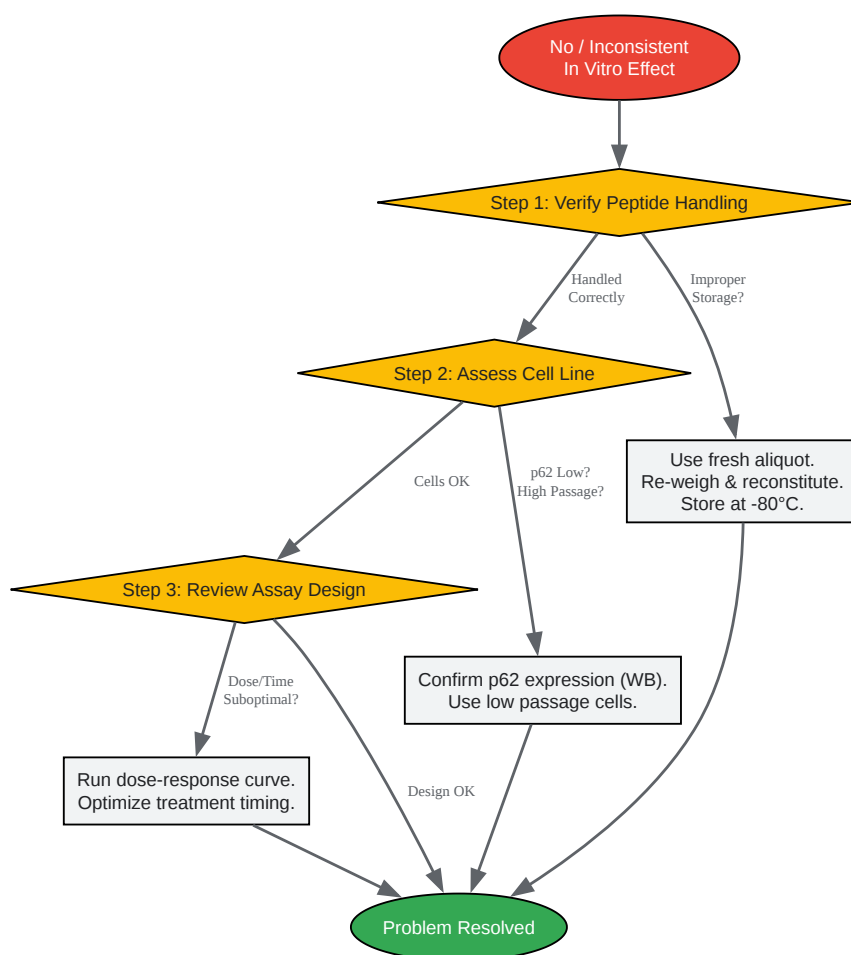 No / Inconsistent
In Vitro Effect
Step 1: Verify Peptide Handling
Handled
Correctly
Improper
Storage?
Step 2: Assess Cell Line
Use fresh aliquot.
Re-weigh & reconstitute.
Store at -80°C.
Cells OK
p62 Low?
High Passage?
Step 3: Review Assay Design
Confirm p62 expression (WB).
Use low passage cells.
Dose/Time
Suboptimal?
Run dose-response curve.
Optimize treatment timing.
Design OK
Problem Resolved